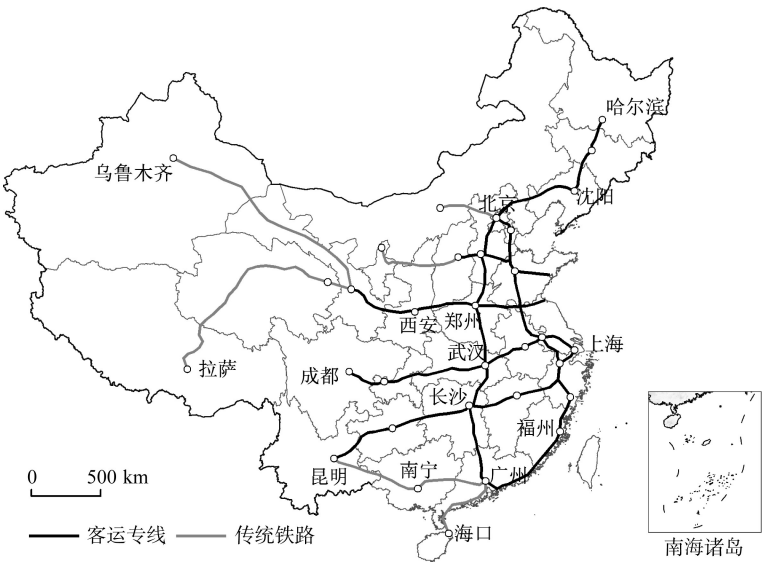 哈尔滨
乌鲁木齐
北京
沈阳
西安
郑州
上海
武汉
拉萨
成都
长沙
福州
昆明
南宁
广州
0 500 km
海口
客运专线
传统铁路
南海诸岛